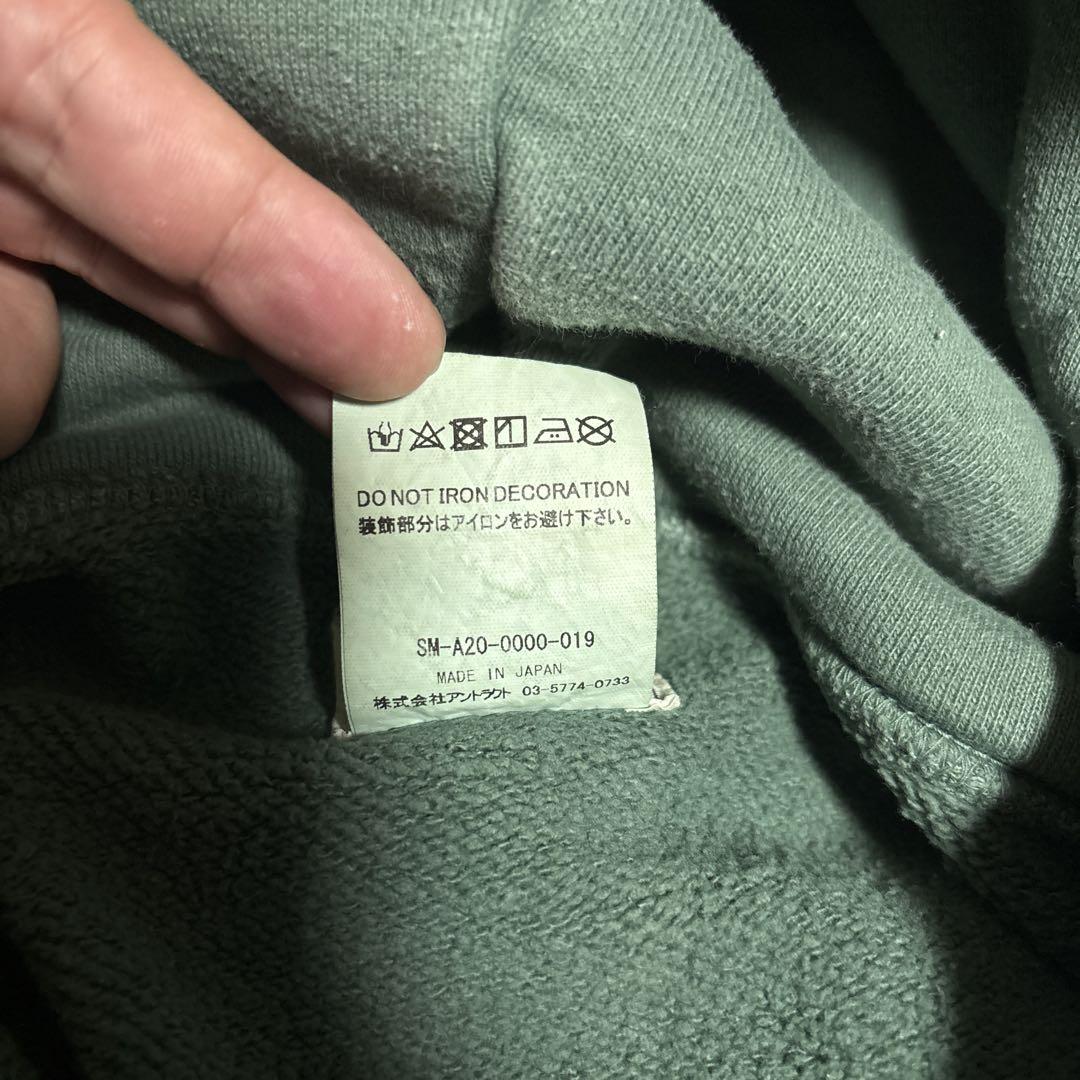 DO NOT IRON DECORATION
装飾部分はアイロンをお避け下さい。
SM-A20-0000-019
MADE IN JAPAN
株式会社アントラクト 03-5774-0733